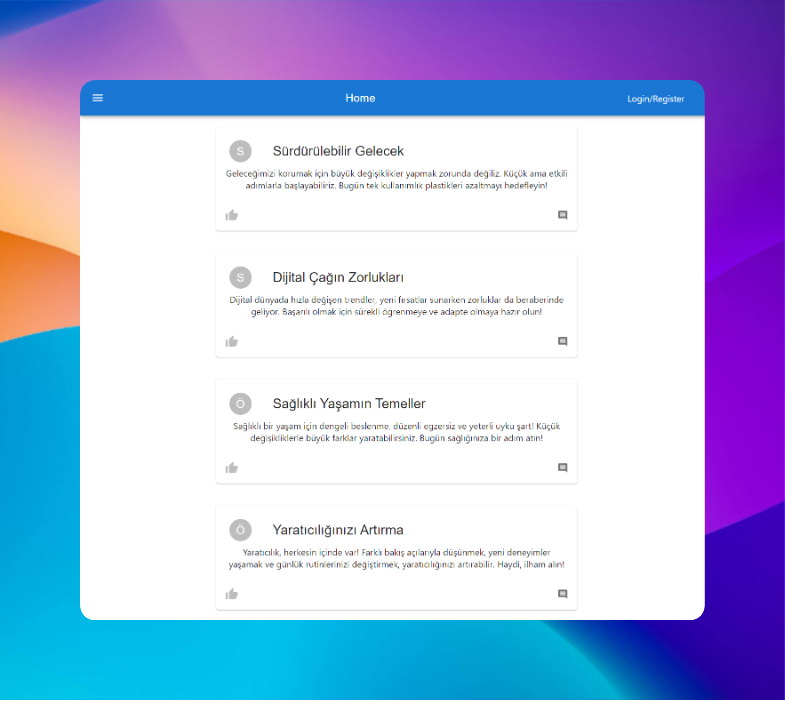 Home
Login/Register
S
Sürdürülebilir Gelecek
Geleceğimizi korumak için büyük değişiklikler yapmak zorunda değiliz. Küçük ama etkili
adımlarla başlayabiliriz. Bugün tek kullanımlık plastikleri azaltmayı hedefleyin!
S
Dijital Çağın Zorlukları
Dijital dünyada hızla değişen trendler, yeni fırsatlar sunarken zorluklar da beraberinde
geliyor. Başarılı olmak için sürekli öğrenmeye ve adapte olmaya hazır olun!
Ö
Sağlıklı Yaşamın Temeller
Sağlıklı bir yaşam için dengeli beslenme, düzenli egzersiz ve yeterli uyku şart! Küçük
değişikliklerle büyük farklar yaratabilirsiniz. Bugün sağlığınıza bir adım atın!
Ö
Yaratıcılığınızı Artırma
Yaratıcılık, herkesin içinde var! Farklı bakış açılarıyla düşünmek, yeni deneyimler
yaşamak ve günlük rutinlerinizi değiştirmek, yaratıcılığınızı artırabilir. Haydi, ilham alın!